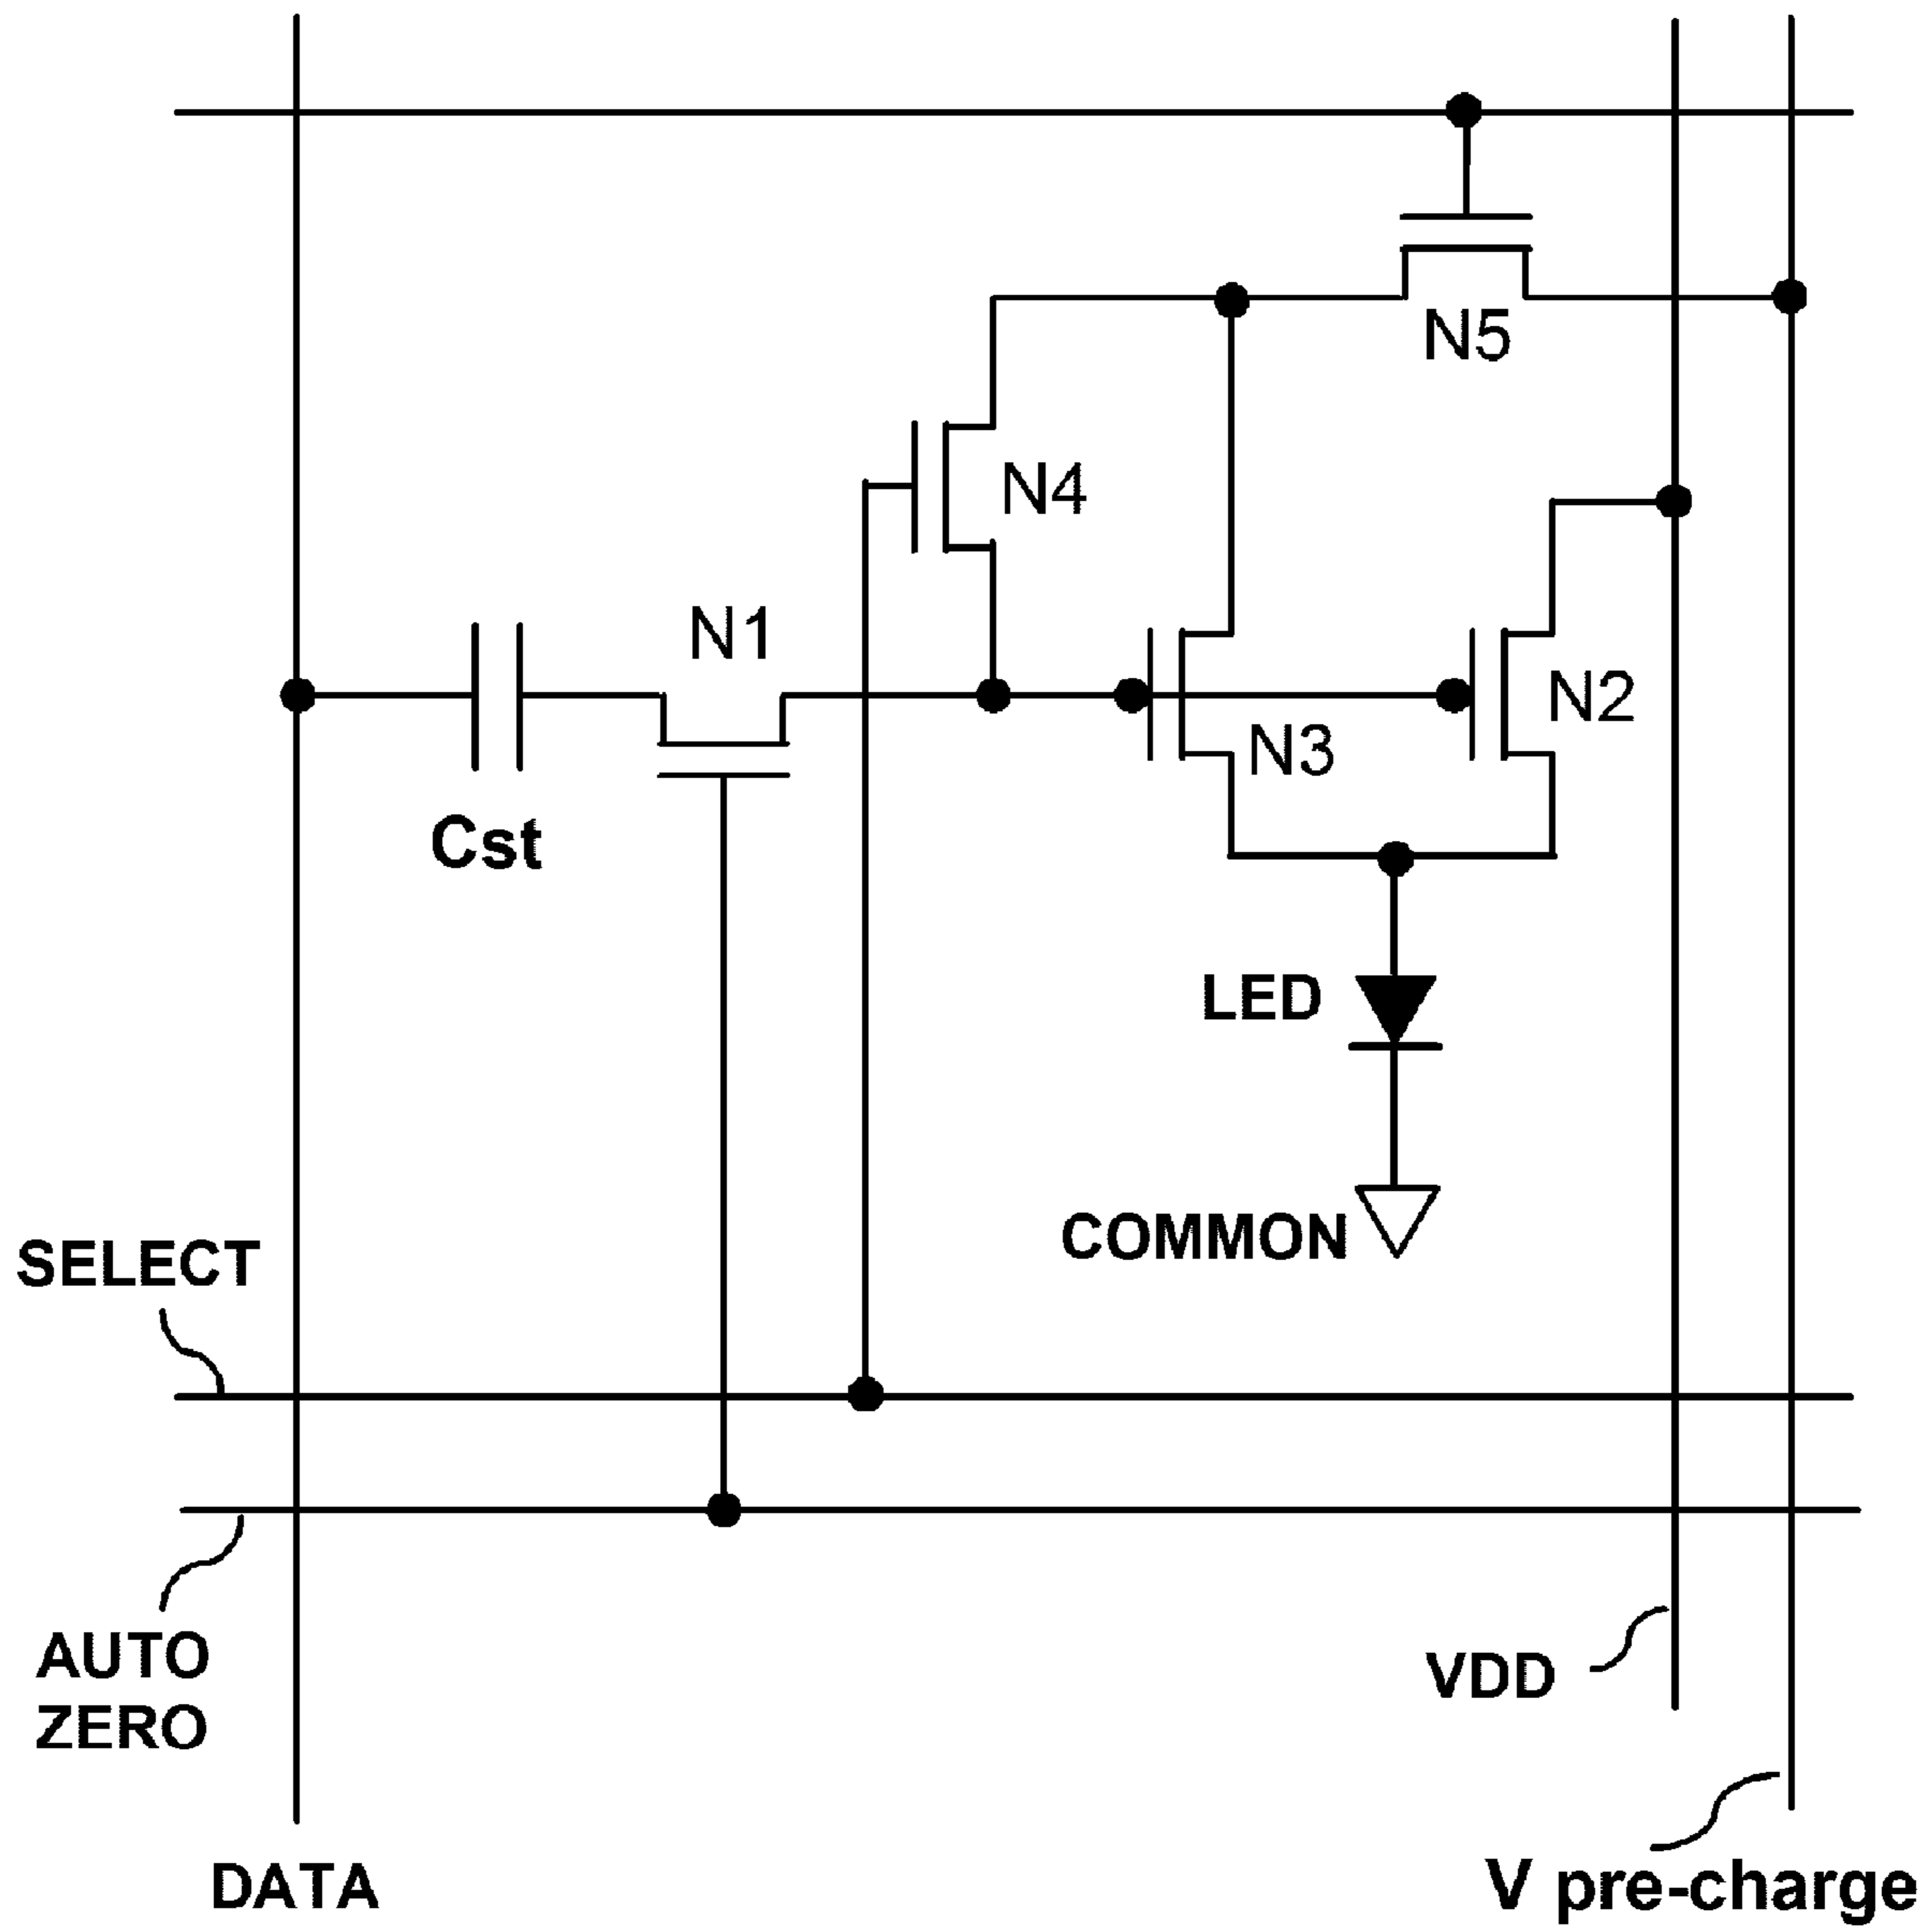 N5
N4
N1
N2
N3
Cst
LED
COMMON
SELECT
AUTO
ZERO
VDD
DATA
V pre-charge